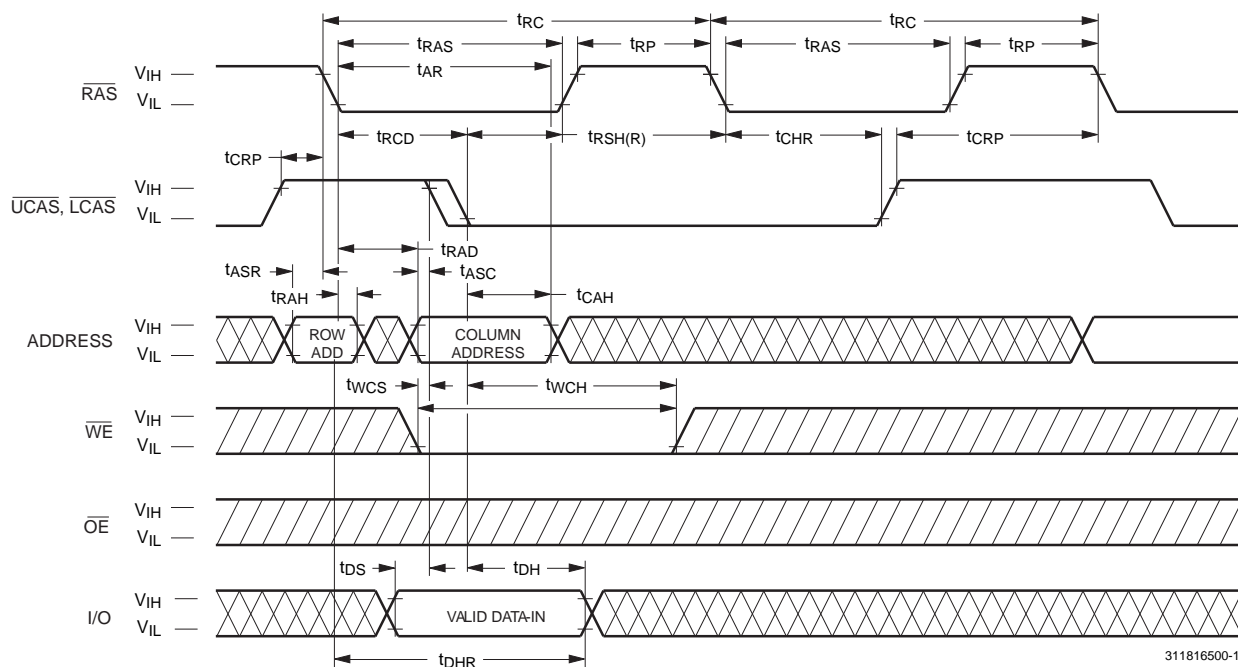 tRC tRC
tRAS tRP tRAS tRP
tAR
RAS VIH
VIL
tRCD tRSH(R) tCHR tCRP
tCRP
UCAS, LCAS VIH
VIL
tRAD
tASR tASC
tRAH tCAH
ADDRESS VIH ROW COLUMN
VIL ADD ADDRESS
tWCS tWCH
WE VIH
VIL
OE VIH
VIL
tDS tDH
I/O VIH
VIL VALID DATA-IN
tDHR
311816500-1